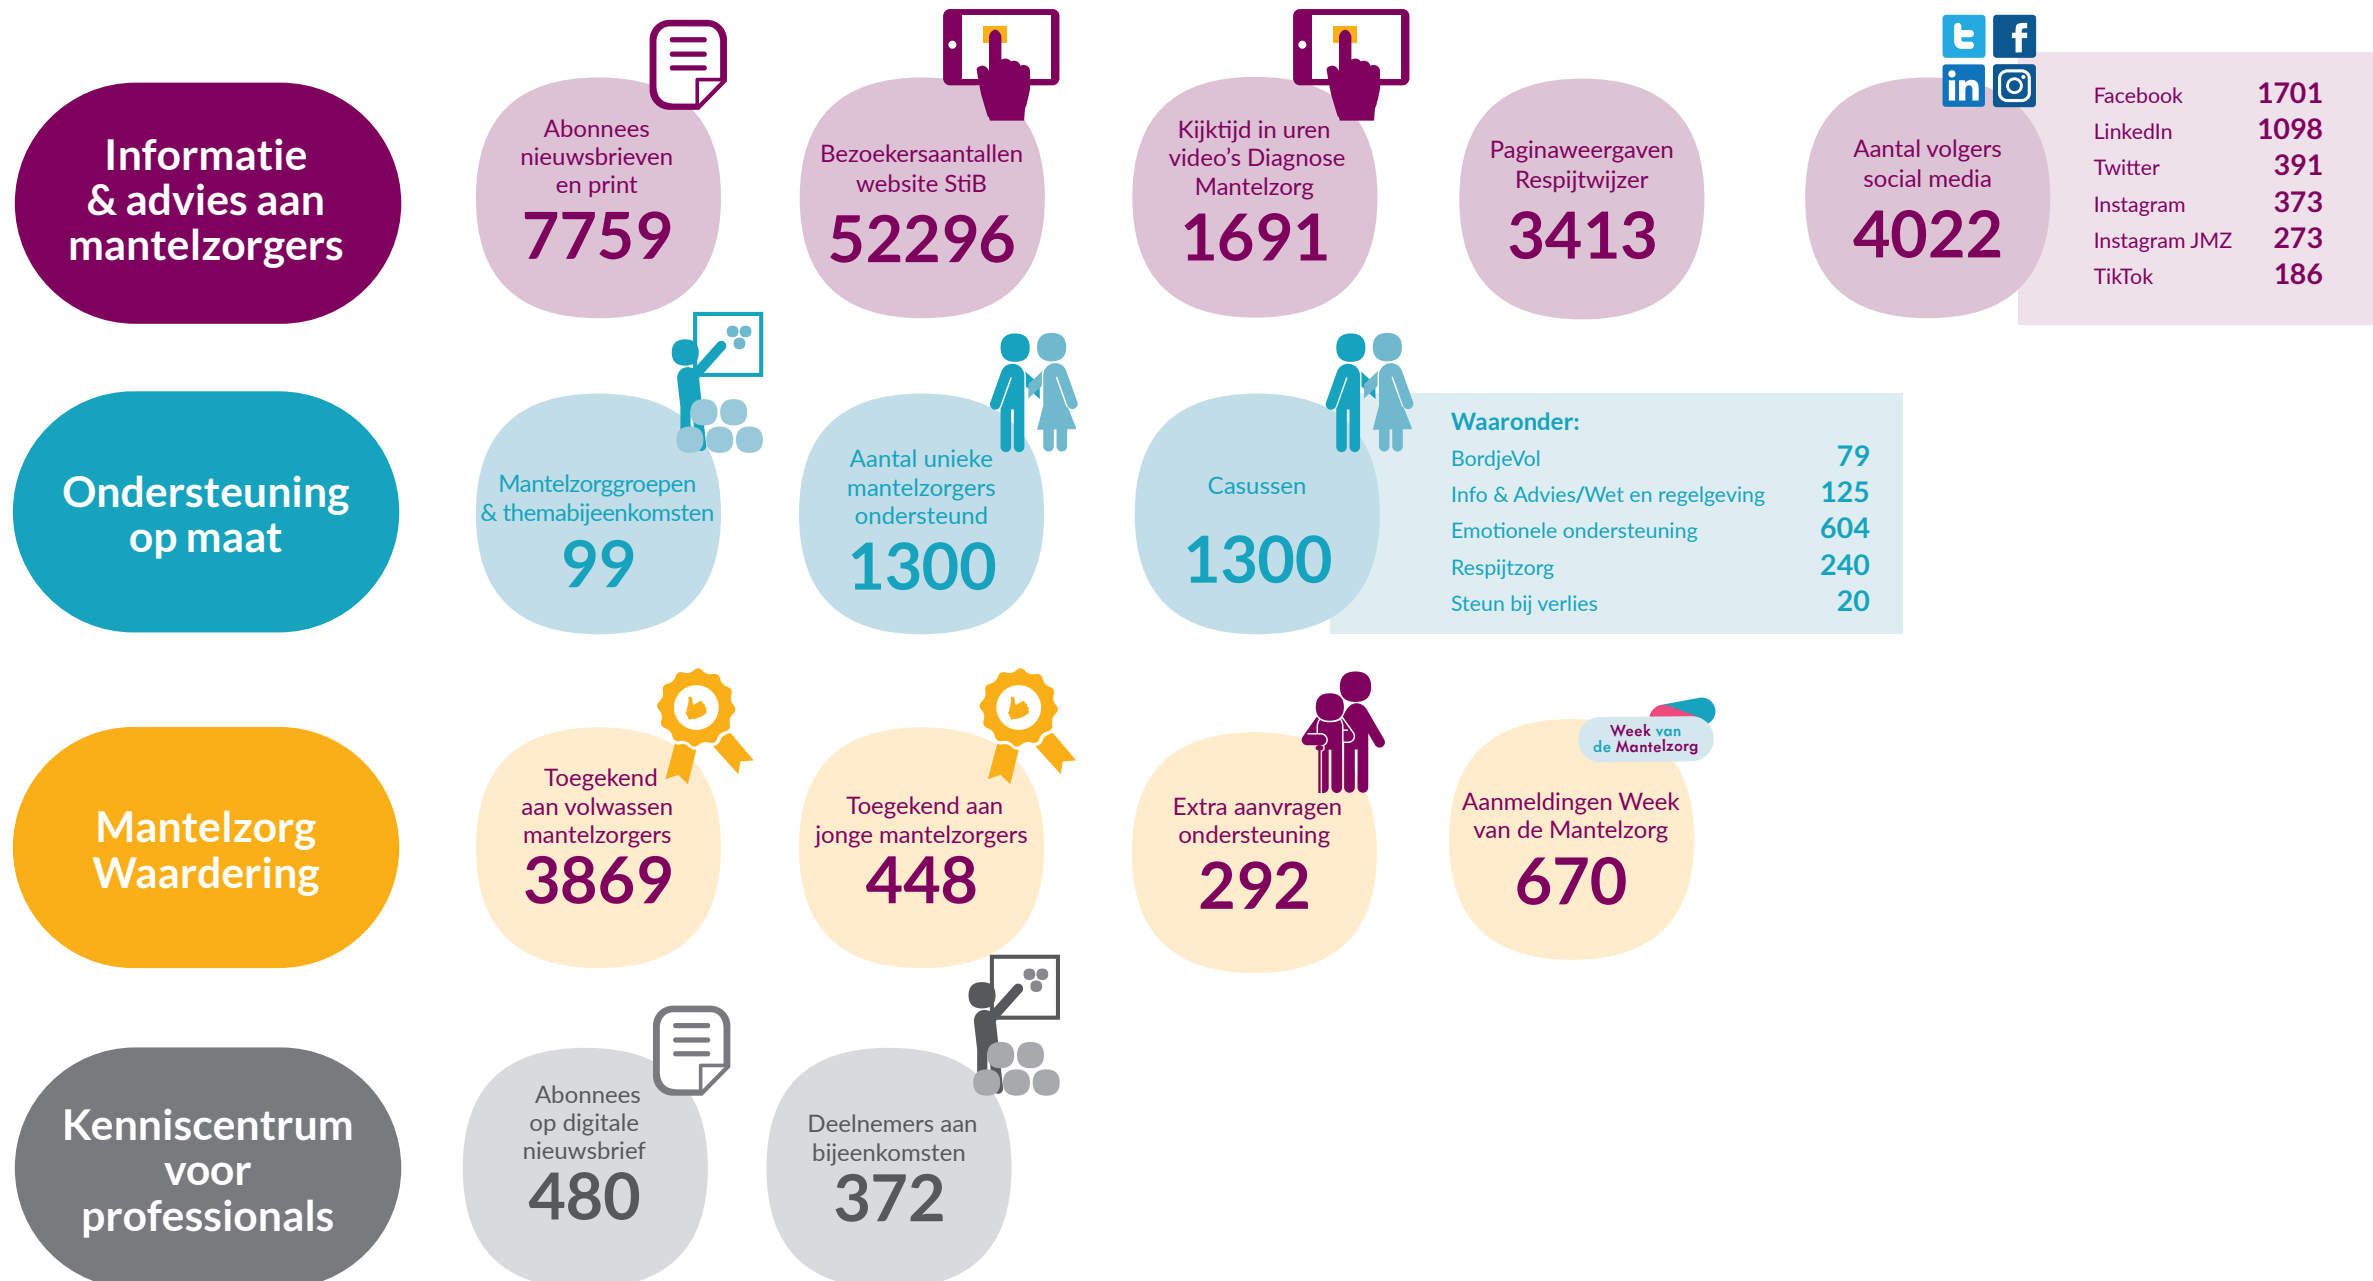 Informatie
& advies aan
mantelzorgers
Abonnees
nieuwsbrieven
en print
7759
Bezoekersaantallen
website StiB
52296
Kijktijd in uren
video's Diagnose
Mantelzorg
1691
Paginaweergaven
Respijtwijzer
3413
Aantal volgers
social media
4022
Facebook 1701
LinkedIn 1098
Twitter 391
Instagram 373
Instagram JMZ 273
TikTok 186
Ondersteuning
op maat
Mantelzorggroepen
& themabijeenkomsten
99
Aantal unieke
mantelzorgers
ondersteund
1300
Casussen
1300
Waaronder:
BordjeVol 79
Info & Advies/Wet en regelgeving 125
Emotionele ondersteuning 604
Respijtzorg 240
Steun bij verlies 20
Mantelzorg
Waardering
Toegekend
aan volwassen
mantelzorgers
3869
Toegekend aan
jonge mantelzorgers
448
Extra aanvragen
ondersteuning
292
Week van
de Mantelzorg
Aanmeldingen Week
van de Mantelzorg
670
Kenniscentrum
voor
professionals
Abonnees
op digitale
nieuwsbrief
480
Deelnemers aan
bijeenkomsten
372